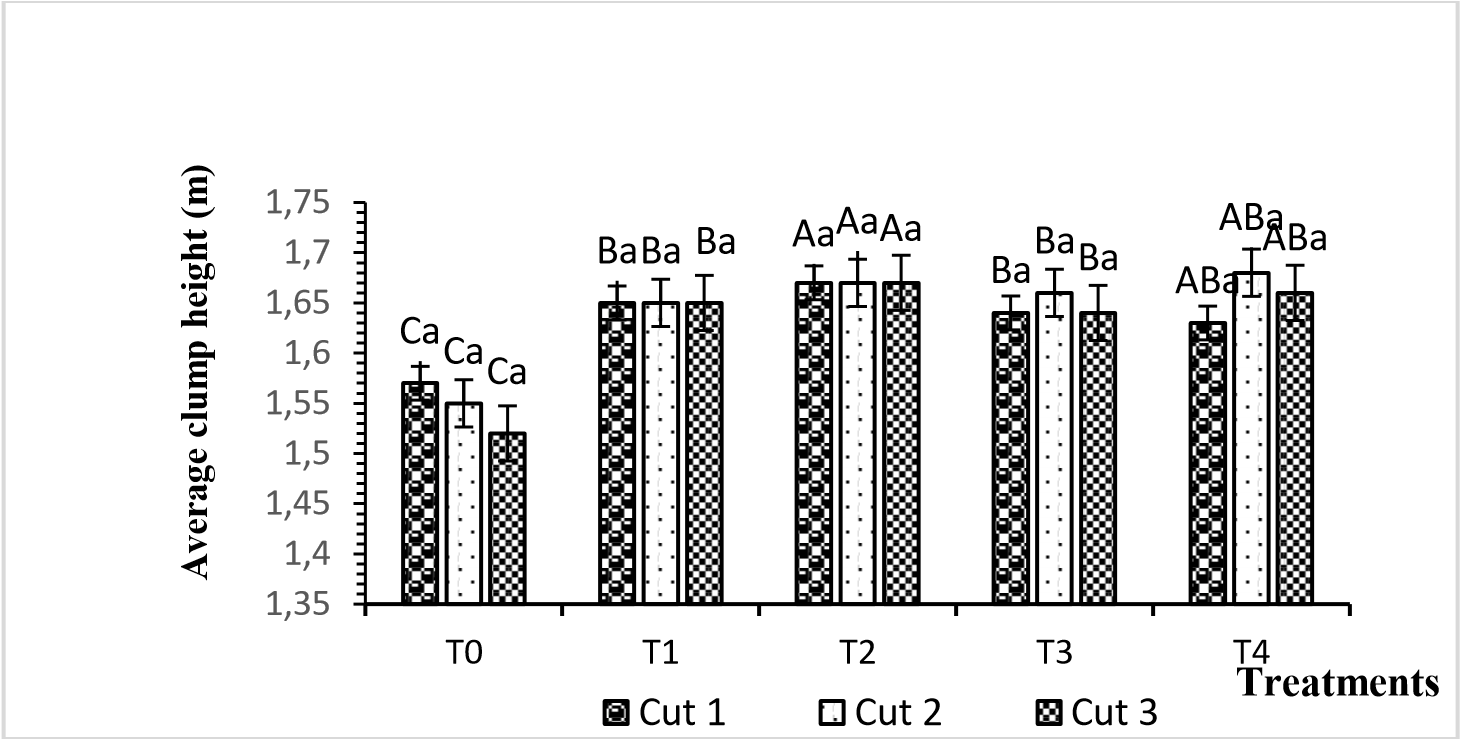 Average clump height (m)
1,75
1,7
1,65
1,6
1,55
1,5
1,45
1,4
1,35
Ca Ca Ca
Ba Ba Ba
Aa Aa Aa
Ba Ba Ba
ABa ABa ABa
T0 T1 T2 T3 T4
Treatments
Cut 1 Cut 2 Cut 3